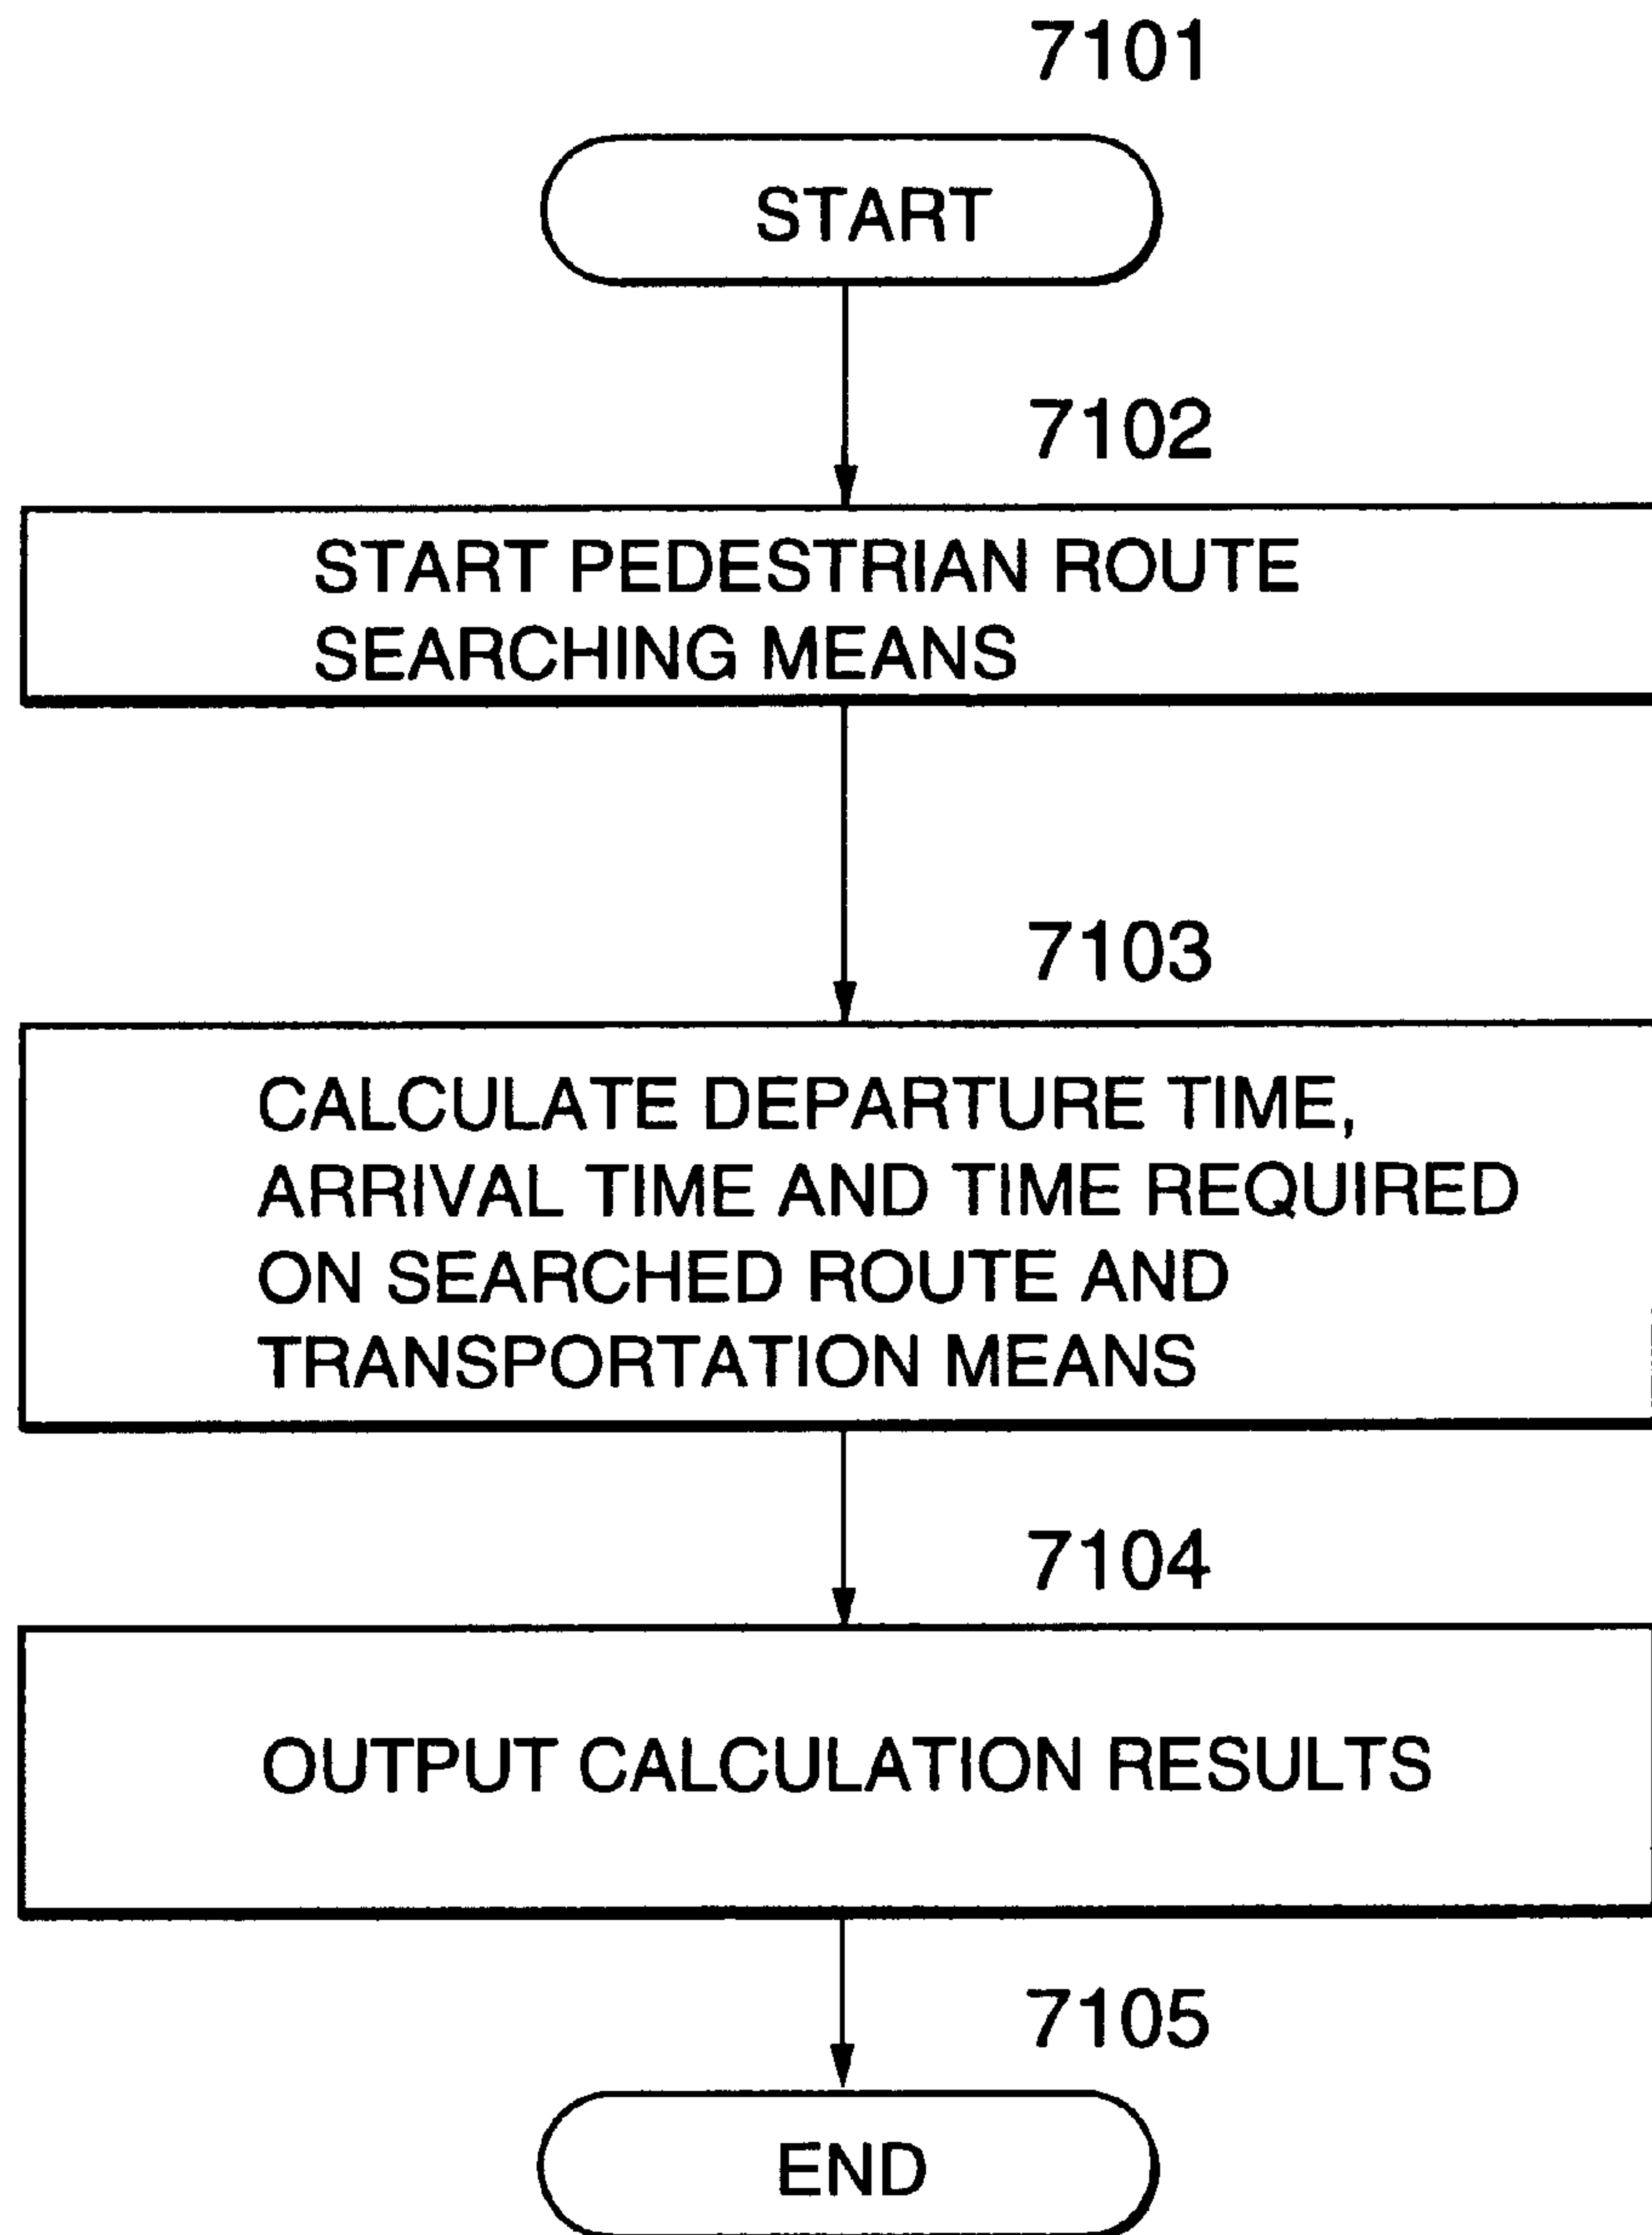 7101
START
7102
START PEDESTRIAN ROUTE
SEARCHING MEANS
7103
CALCULATE DEPARTURE TIME,
ARRIVAL TIME AND TIME REQUIRED
ON SEARCHED ROUTE AND
TRANSPORTATION MEANS
7104
OUTPUT CALCULATION RESULTS
7105
END